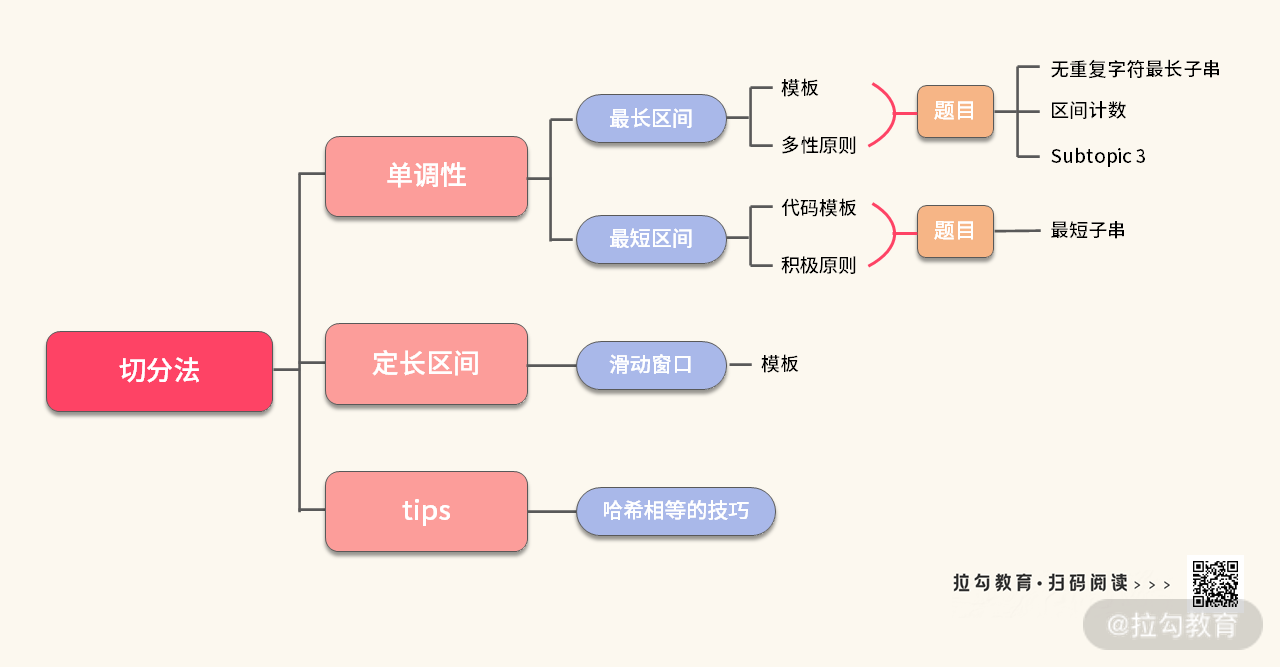 切分法
单调性
最长区间
模板
多性原则
题目
无重复字符最长子串
区间计数
Subtopic 3
最短区间
代码模板
积极原则
题目
最短子串
定长区间
滑动窗口
模板
tips
哈希相等的技巧
拉勾教育·扫码阅读>>>
@拉勾教育